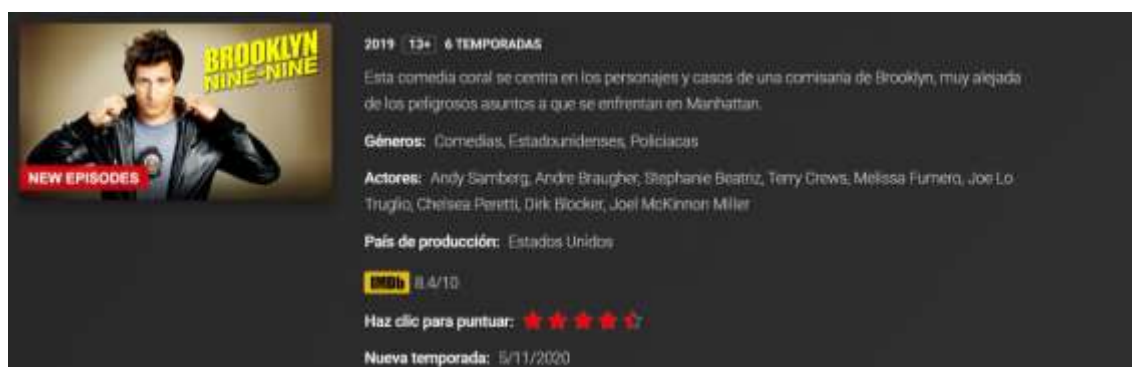 BROOKLYN
NINE-NINE
NEW EPISODES
2019 13+ 6 TEMPORADAS
Esta comedia coral se centra en los personajes y casos de una comisaría de Brooklyn, muy alejada
de los peligrosos asuntos a que se enfrentan en Manhattan.
Géneros: Comedias, Estadounidenses, Policiacas
Actores: Andy Samberg, Andre Braugher, Stephanie Beatriz, Terry Crews, Melissa Fumero, Joe Lo
Truglio, Chelsea Peretti, Dirk Blocker, Joel McKinnon Miller
País de producción: Estados Unidos
IMDb 8.4/10
Haz clic para puntuar:
Nueva temporada: 5/11/2020